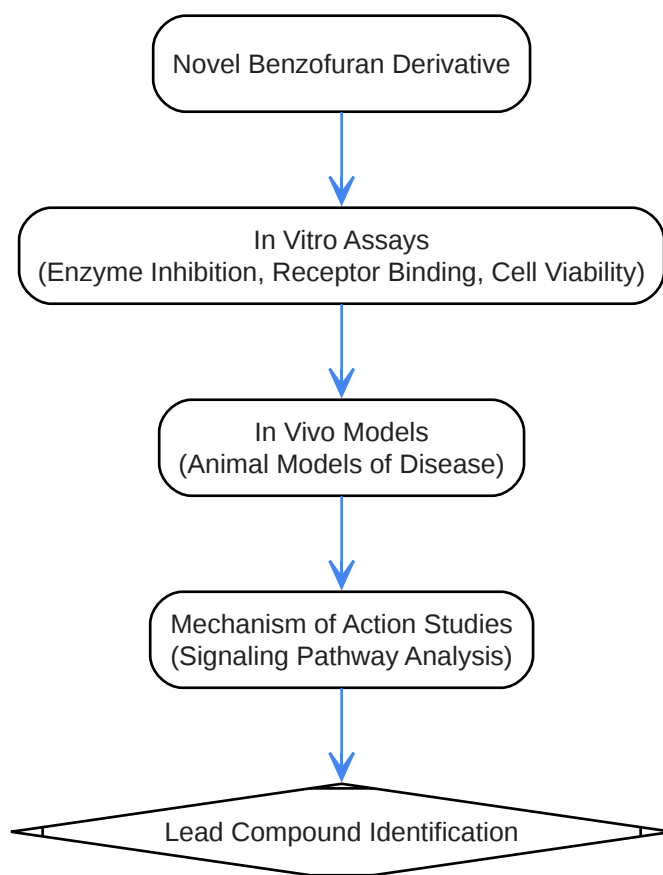 Novel Benzofuran Derivative
In Vitro Assays
(Enzyme Inhibition, Receptor Binding, Cell Viability)
In Vivo Models
(Animal Models of Disease)
Mechanism of Action Studies
(Signaling Pathway Analysis)
Lead Compound Identification